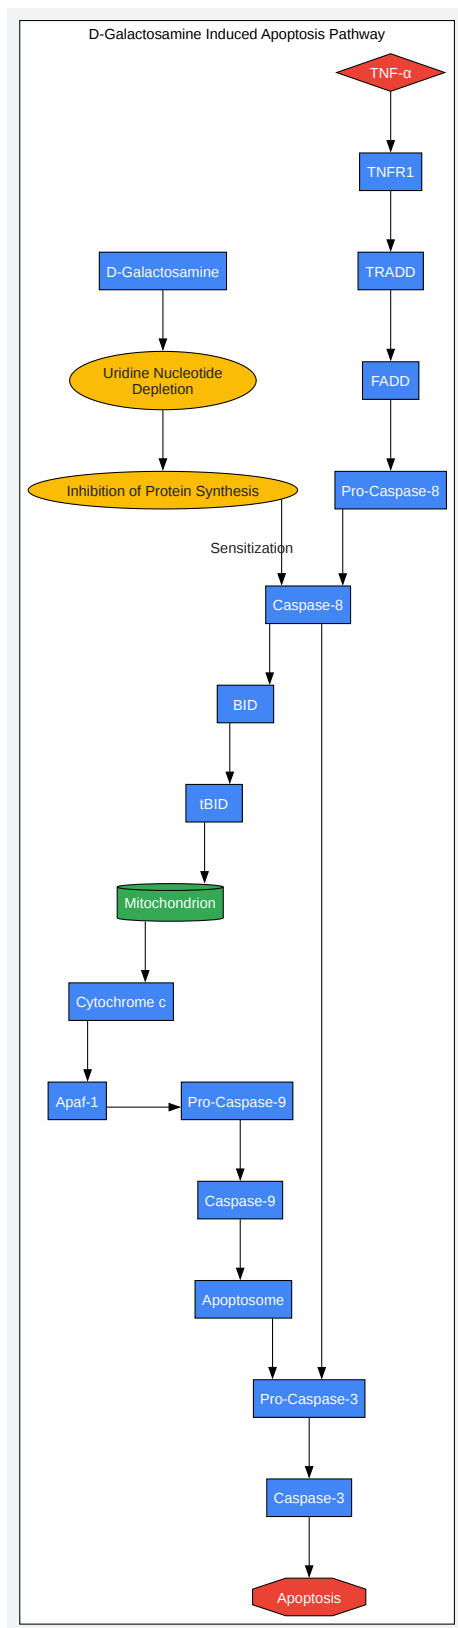 D-Galactosamine Induced Apoptosis Pathway
TNF-α
TNFR1
D-Galactosamine
TRADD
Uridine Nucleotide
Depletion
FADD
Inhibition of Protein Synthesis
Pro-Caspase-8
Sensitization
Caspase-8
BID
tBID
Mitochondrion
Cytochrome c
Apaf-1
Pro-Caspase-9
Caspase-9
Apoptosome
Pro-Caspase-3
Caspase-3
Apoptosis